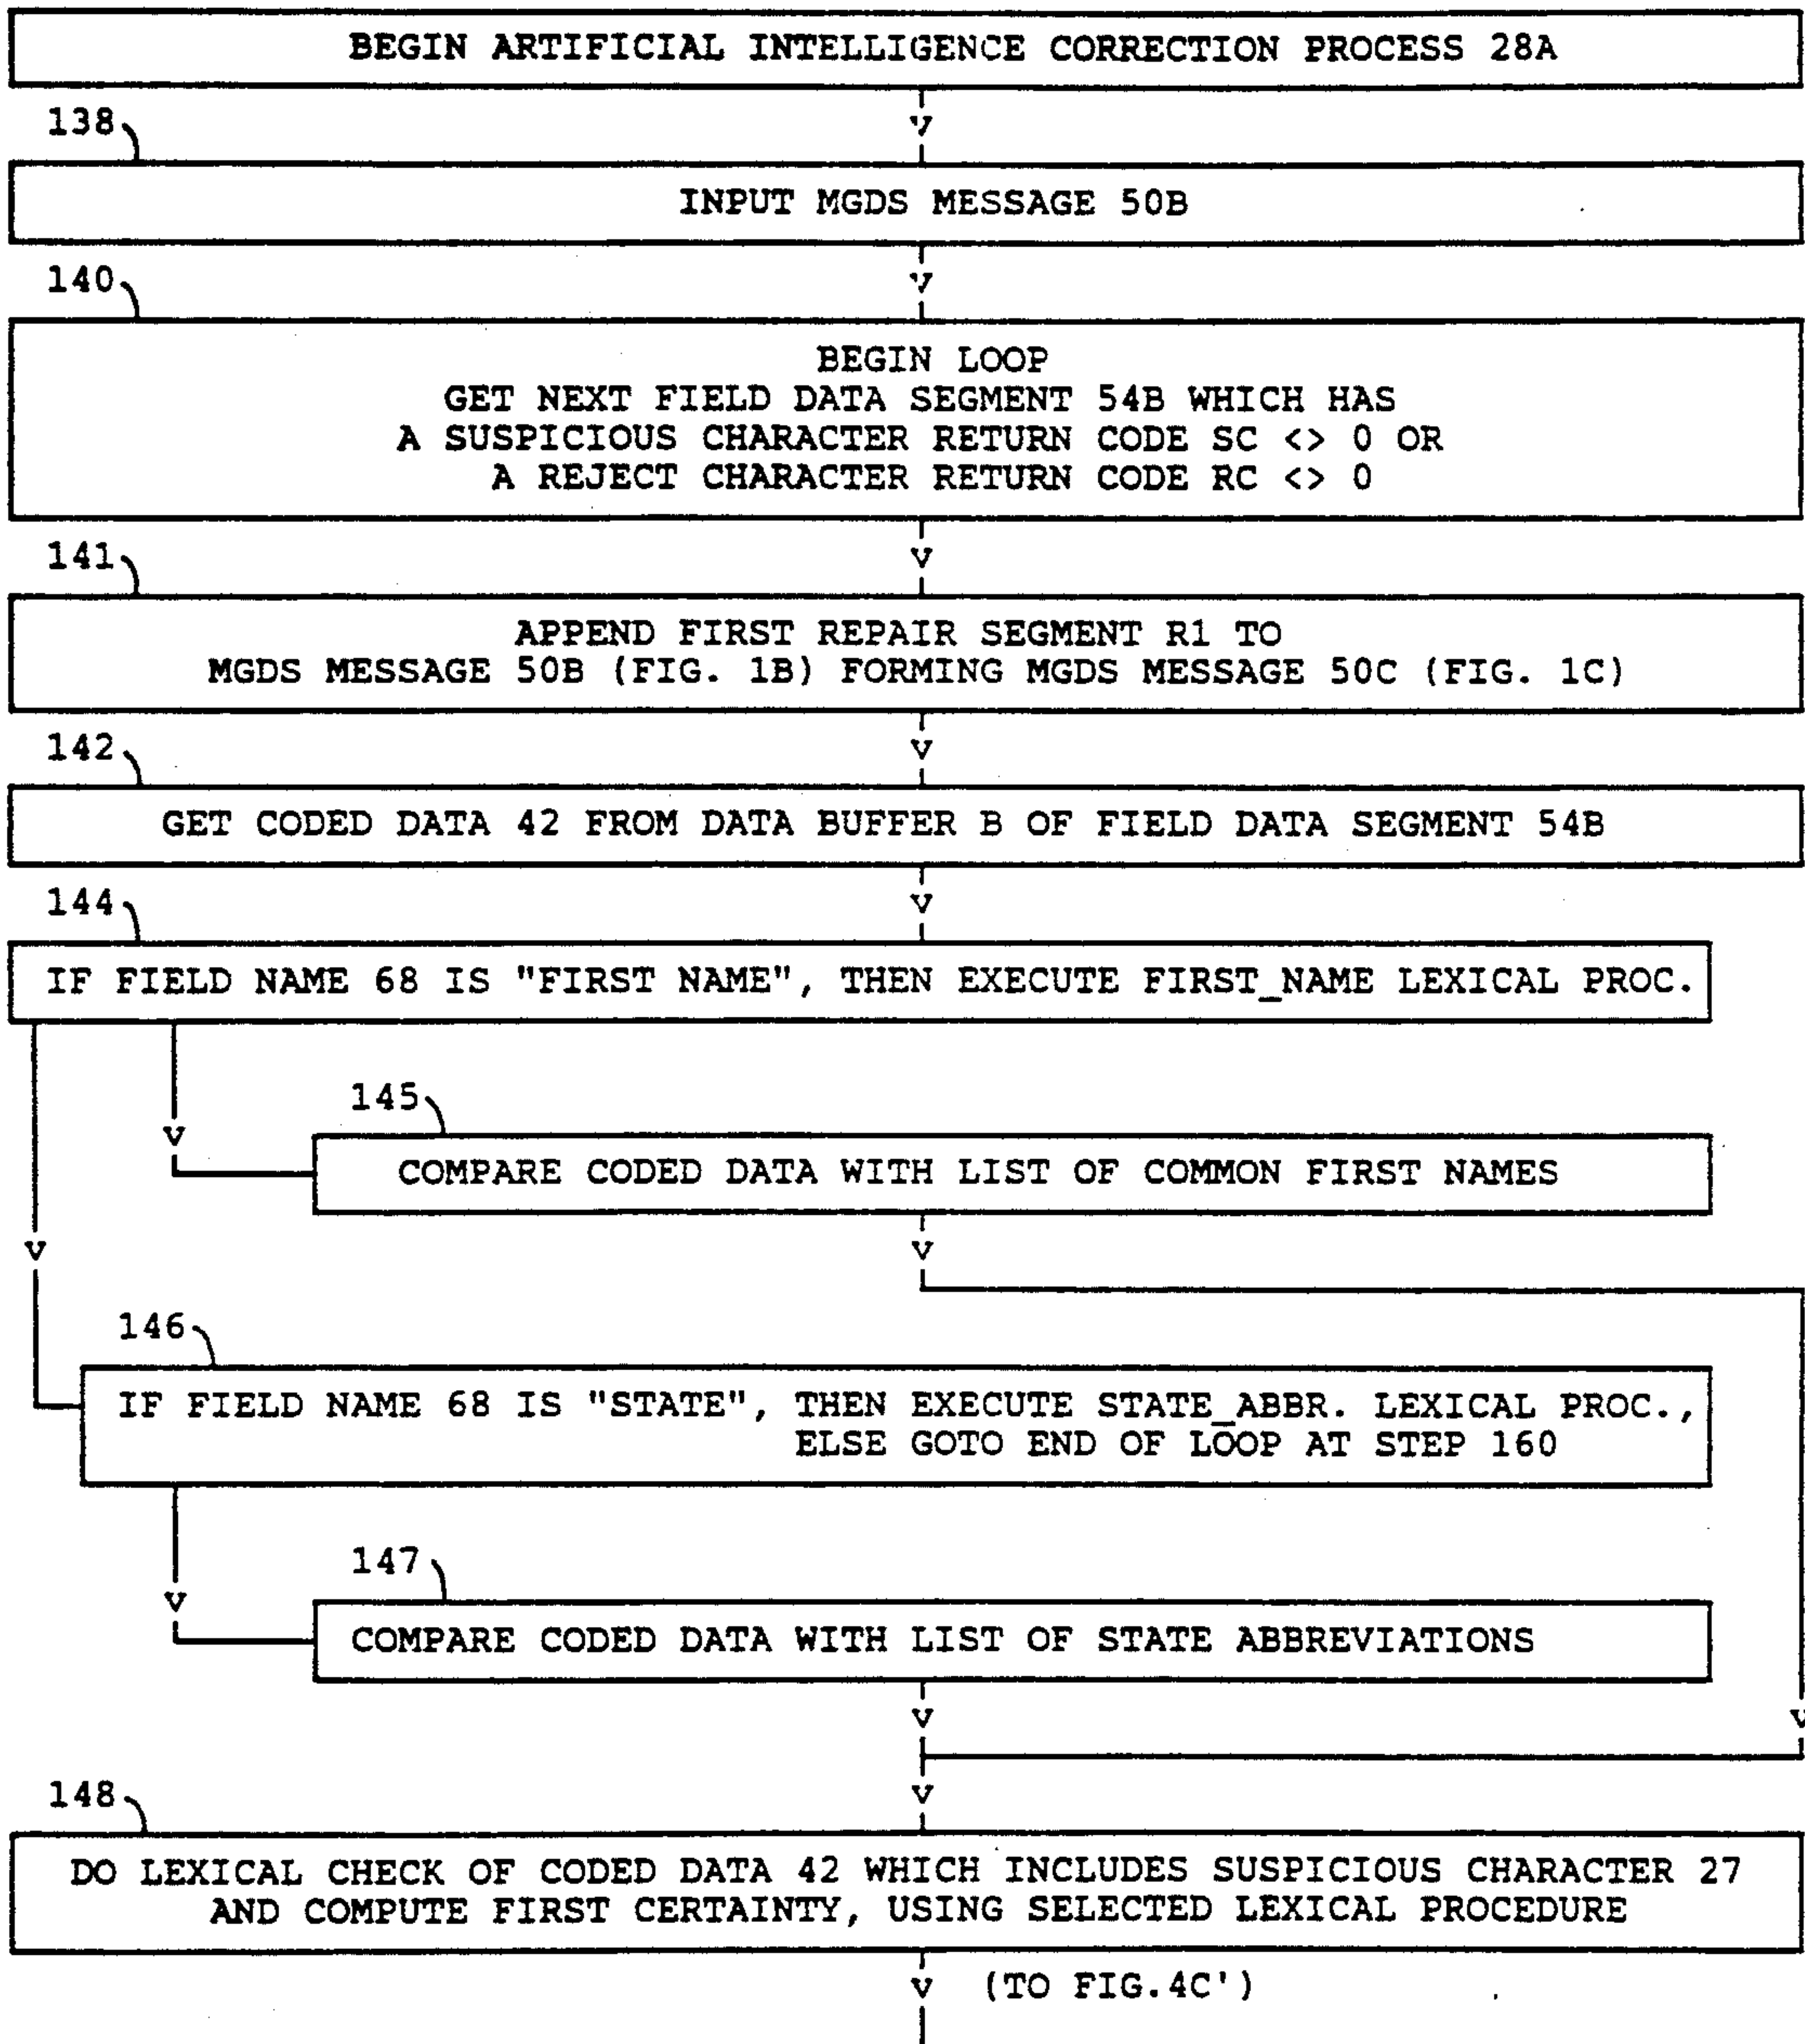 BEGIN ARTIFICIAL INTELLIGENCE CORRECTION PROCESS 28A
138
INPUT MGDS MESSAGE 50B
140
BEGIN LOOP
GET NEXT FIELD DATA SEGMENT 54B WHICH HAS
A SUSPICIOUS CHARACTER RETURN CODE SC <> 0 OR
A REJECT CHARACTER RETURN CODE RC <> 0
141
APPEND FIRST REPAIR SEGMENT R1 TO
MGDS MESSAGE 50B (FIG. 1B) FORMING MGDS MESSAGE 50C (FIG. 1C)
142
GET CODED DATA 42 FROM DATA BUFFER B OF FIELD DATA SEGMENT 54B
144
IF FIELD NAME 68 IS "FIRST NAME", THEN EXECUTE FIRST_NAME LEXICAL PROC.
145
COMPARE CODED DATA WITH LIST OF COMMON FIRST NAMES
146
IF FIELD NAME 68 IS "STATE", THEN EXECUTE STATE_ABBR. LEXICAL PROC.,
ELSE GOTO END OF LOOP AT STEP 160
147
COMPARE CODED DATA WITH LIST OF STATE ABBREVIATIONS
148
DO LEXICAL CHECK OF CODED DATA 42 WHICH INCLUDES SUSPICIOUS CHARACTER 27
AND COMPUTE FIRST CERTAINTY, USING SELECTED LEXICAL PROCEDURE
(TO FIG.4C')